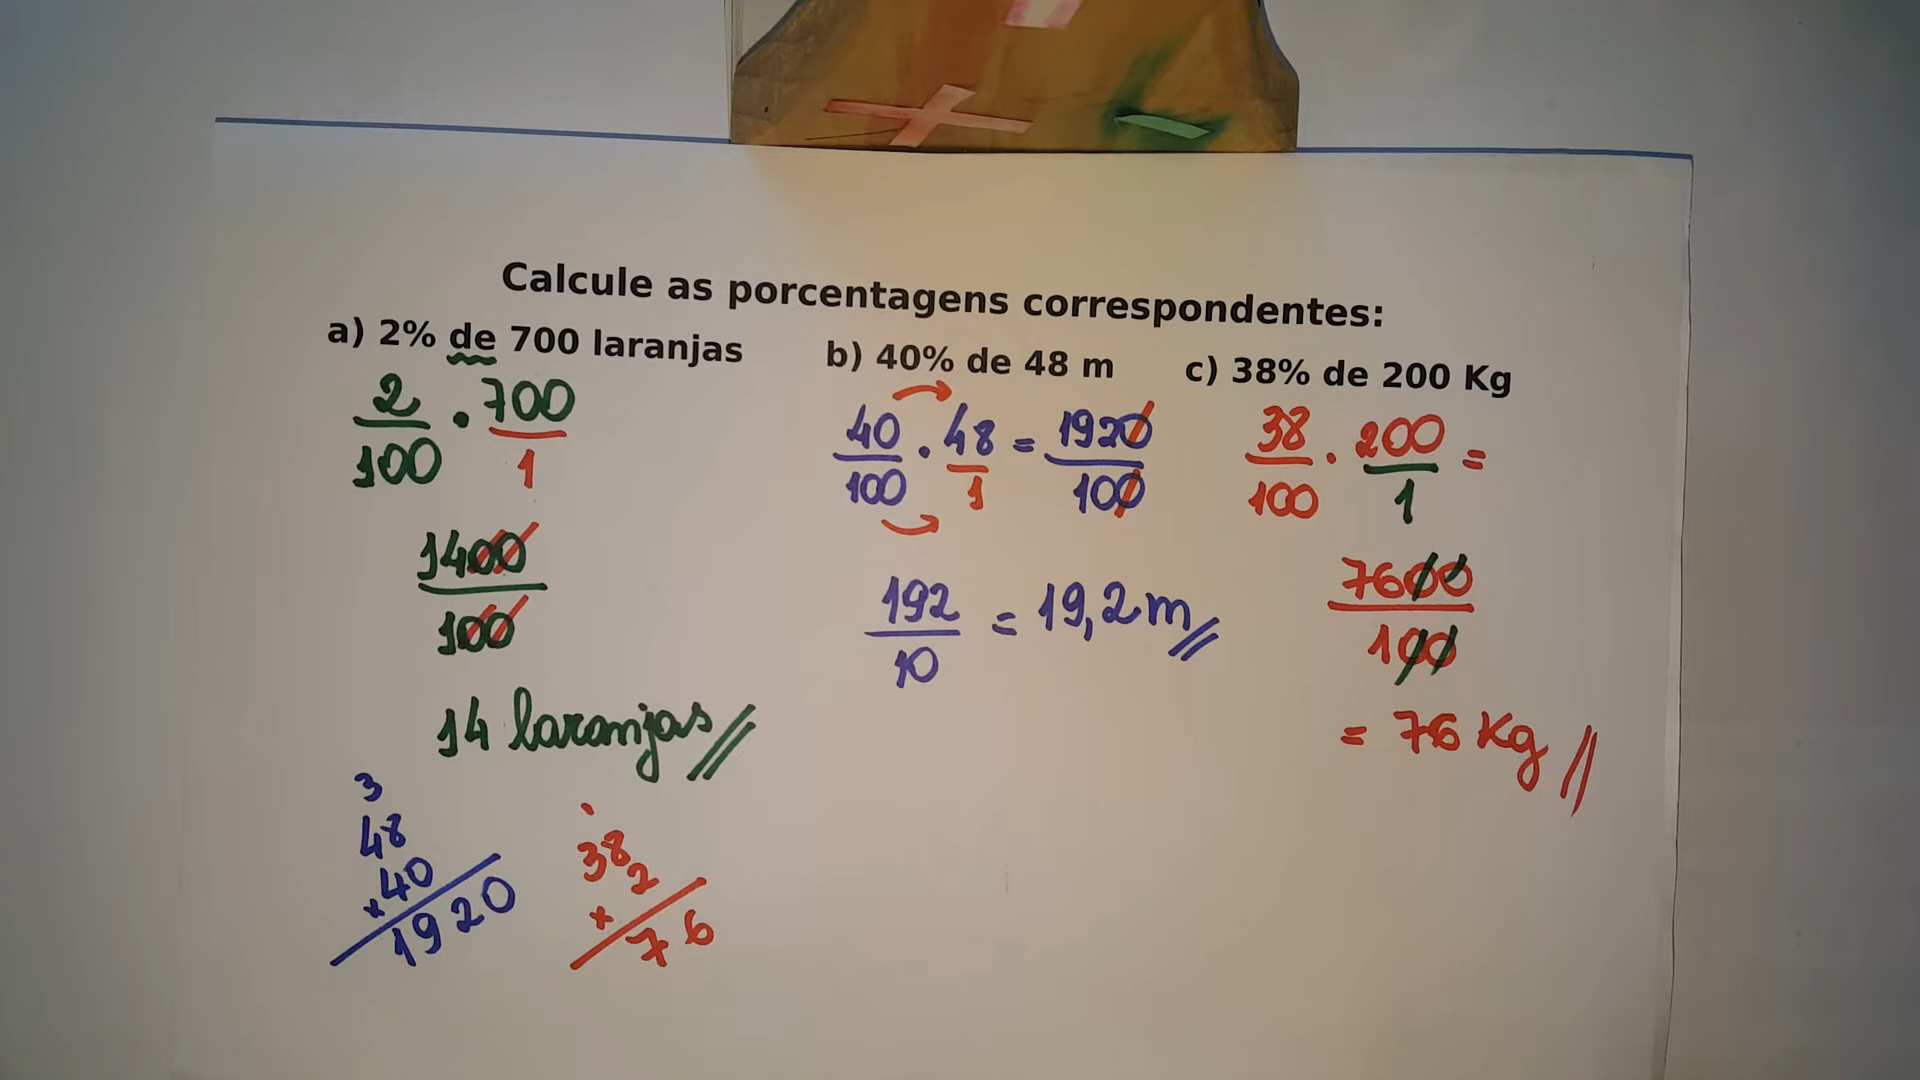 Calcule as porcentagens correspondentes:
a) 2% de 700 laranjas
2/100 . 700/1
1400/100
14 laranjas
b) 40% de 48 m
40/100 . 48/1 = 1920/100
192/10 = 19,2 m
c) 38% de 200 Kg
38/100 . 200/1 =
7600/100
= 76 Kg
3
48
x 40
1920
38
x 2
76